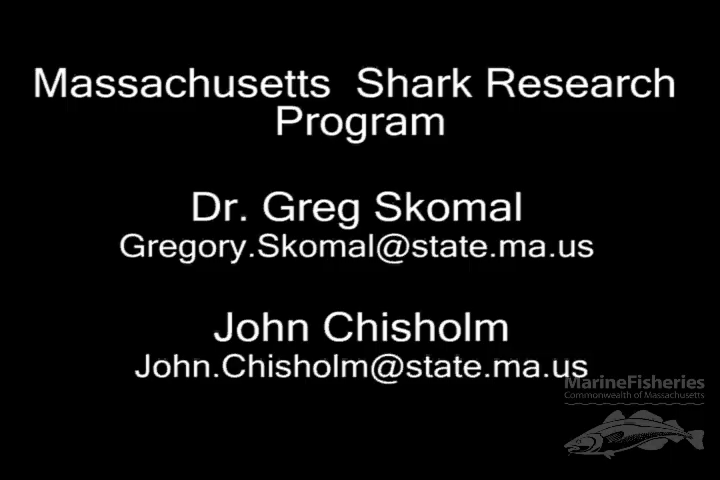 Massachusetts Shark Research
Program
Dr. Greg Skomal
Gregory.Skomal@state.ma.us
John Chisholm
John.Chisholm@state.ma.us
MarineFisheries
Commonwealth of Massachusetts